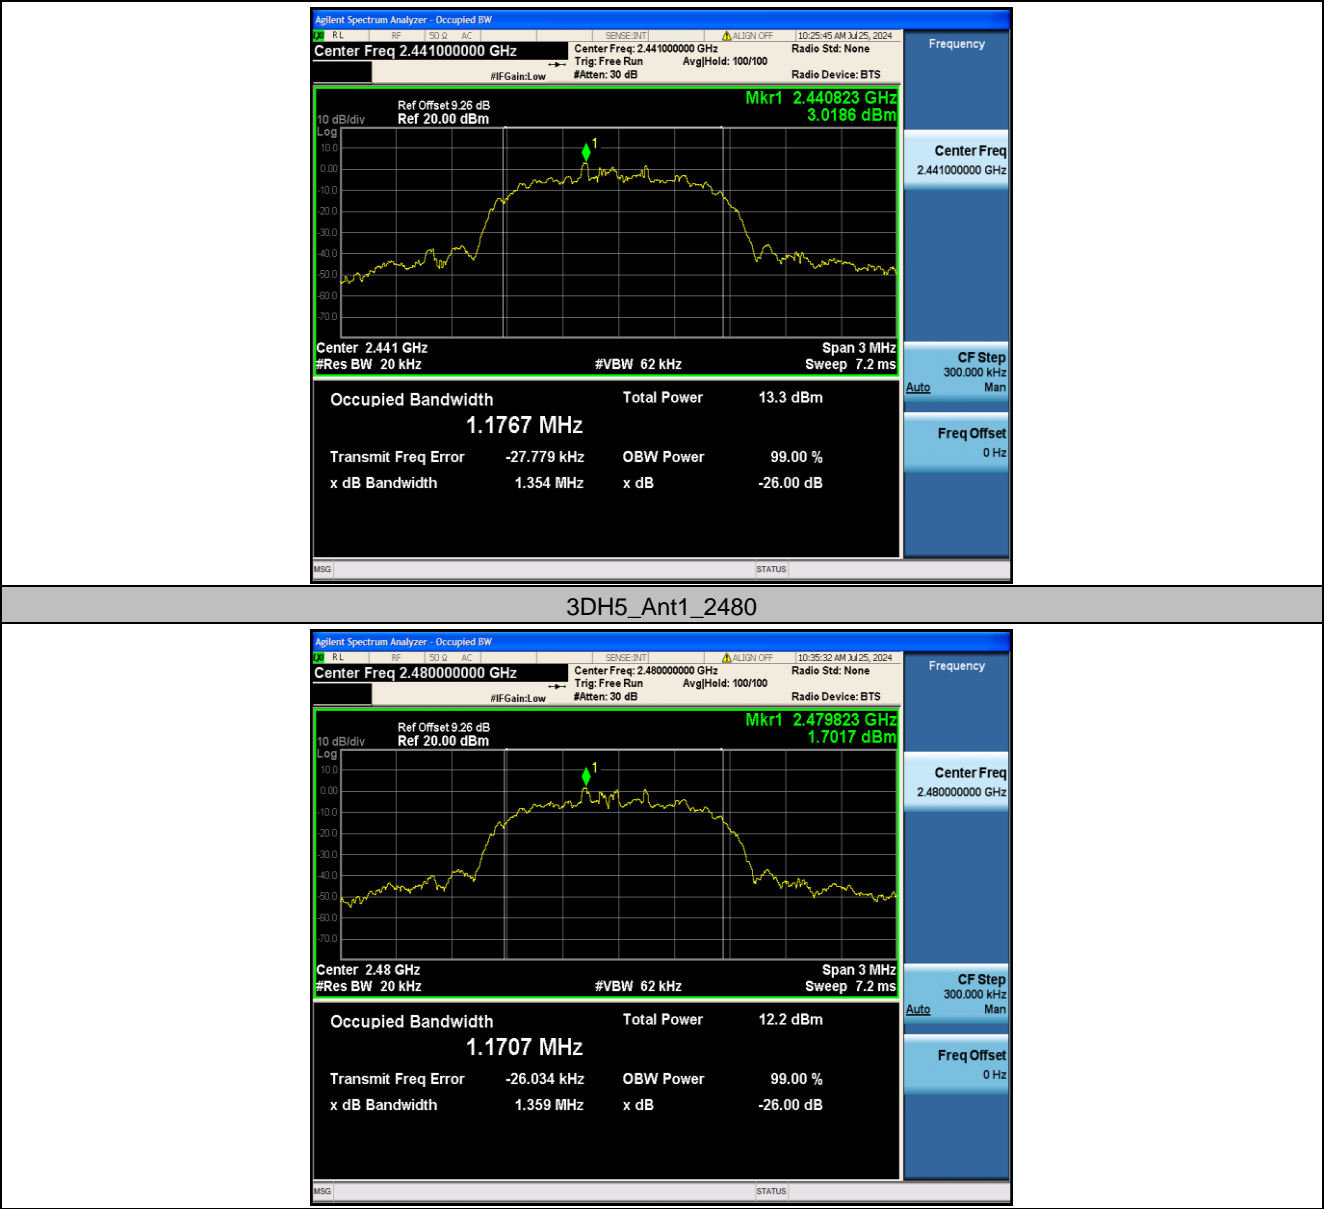 Agilent Spectrum Analyzer - Occupied BW
LXI RL RF 50 Ω AC SENSE:INT ALIGN OFF 10:25:45 AM Jul 25, 2024
Center Freq 2.441000000 GHz
Center Freq: 2.441000000 GHz Radio Std: None
Trig: Free Run Avg|Hold: 100/100
#IFGain:Low #Atten: 30 dB Radio Device: BTS
Frequency
Mkr1 2.440823 GHz
3.0186 dBm
Ref Offset 9.26 dB
10 dB/div Ref 20.00 dBm
Log
10.0
0.00
-10.0
-20.0
-30.0
-40.0
-50.0
-60.0
-70.0
1
Center 2.441 GHz Span 3 MHz
#Res BW 20 kHz #VBW 62 kHz Sweep 7.2 ms
Center Freq
2.441000000 GHz
CF Step
300.000 kHz
Auto Man
Freq Offset
0 Hz
Occupied Bandwidth Total Power 13.3 dBm
1.1767 MHz
Transmit Freq Error -27.779 kHz OBW Power 99.00 %
x dB Bandwidth 1.354 MHz x dB -26.00 dB
MSG STATUS
3DH5_Ant1_2480
Agilent Spectrum Analyzer - Occupied BW
LXI RL RF 50 Ω AC SENSE:INT ALIGN OFF 10:35:32 AM Jul 25, 2024
Center Freq 2.480000000 GHz
Center Freq: 2.480000000 GHz Radio Std: None
Trig: Free Run Avg|Hold: 100/100
#IFGain:Low #Atten: 30 dB Radio Device: BTS
Frequency
Mkr1 2.479823 GHz
1.7017 dBm
Ref Offset 9.26 dB
10 dB/div Ref 20.00 dBm
Log
10.0
0.00
-10.0
-20.0
-30.0
-40.0
-50.0
-60.0
-70.0
1
Center 2.48 GHz Span 3 MHz
#Res BW 20 kHz #VBW 62 kHz Sweep 7.2 ms
Center Freq
2.480000000 GHz
CF Step
300.000 kHz
Auto Man
Freq Offset
0 Hz
Occupied Bandwidth Total Power 12.2 dBm
1.1707 MHz
Transmit Freq Error -26.034 kHz OBW Power 99.00 %
x dB Bandwidth 1.359 MHz x dB -26.00 dB
MSG STATUS